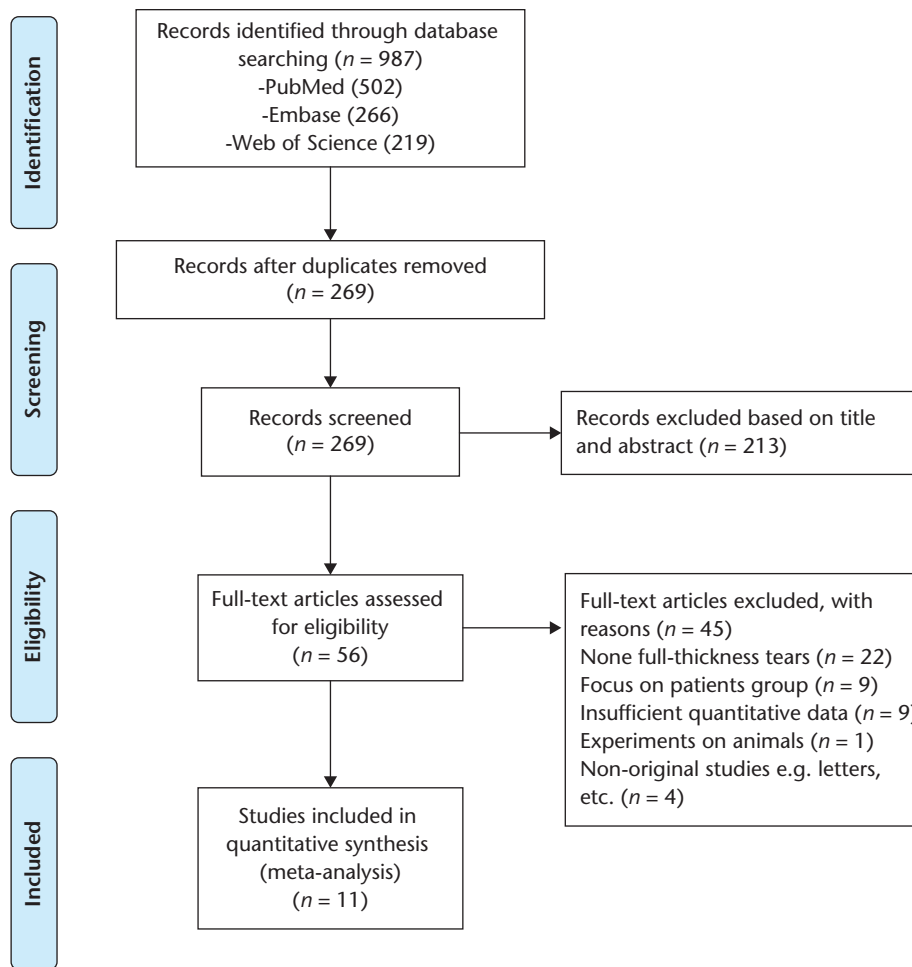 Identification
Records identified through database
searching (n = 987)
-PubMed (502)
-Embase (266)
-Web of Science (219)
Screening
Records after duplicates removed
(n = 269)
Records screened
(n = 269)
Records excluded based on title
and abstract (n = 213)
Eligibility
Full-text articles assessed
for eligibility
(n = 56)
Full-text articles excluded, with
reasons (n = 45)
None full-thickness tears (n = 22)
Focus on patients group (n = 9)
Insufficient quantitative data (n = 9)
Experiments on animals (n = 1)
Non-original studies e.g. letters,
etc. (n = 4)
Included
Studies included in
quantitative synthesis
(meta-analysis)
(n = 11)